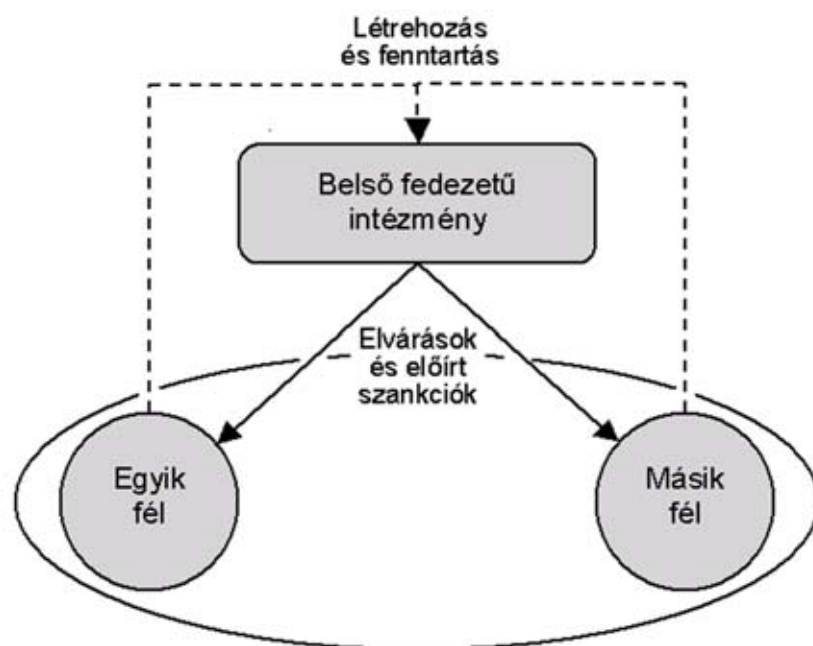 Létrehozás
és fenntartás
Belső fedezetű
intézmény
Elvárások
és előírt
szankciók
Egyik
fél
Másik
fél